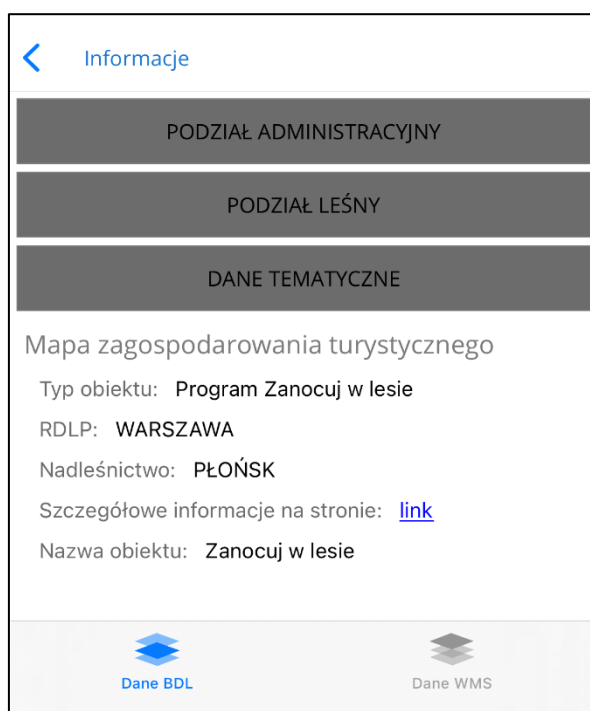 Informacje
PODZIAŁ ADMINISTRACYJNY
PODZIAŁ LEŚNY
DANE TEMATYCZNE
Mapa zagospodarowania turystycznego
Typ obiektu: Program Zanocuj w lesie
RDLP: WARSZAWA
Nadleśnictwo: PŁOŃSK
Szczegółowe informacje na stronie: link
Nazwa obiektu: Zanocuj w lesie
Dane BDL Dane WMS